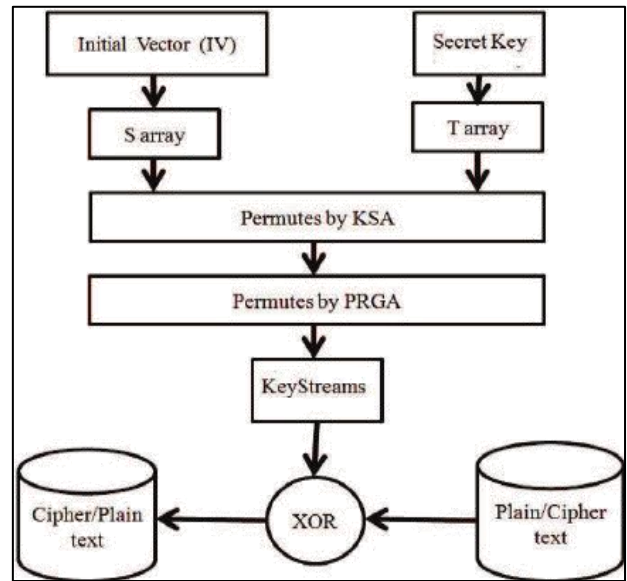 Initial Vector (IV)
Secret Key
S array
T array
Permutes by KSA
Permutes by PRGA
KeyStreams
Cipher/Plain
text
XOR
Plain/Cipher
text